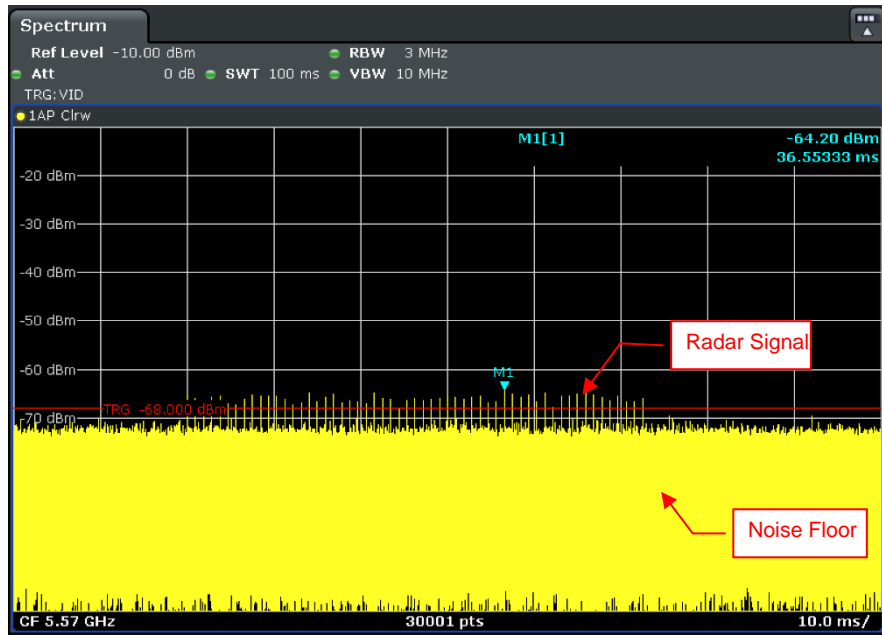 Spectrum
Ref Level -10.00 dBm RBW 3 MHz
Att 0 dB SWT 100 ms VBW 10 MHz
TRG:VID
1AP Clrw
M1[1] -64.20 dBm
36.55333 ms
-20 dBm
-30 dBm
-40 dBm
-50 dBm
Radar Signal
-60 dBm
M1
TRG -68.000 dBm
-70 dBm
Noise Floor
CF 5.57 GHz 30001 pts 10.0 ms/